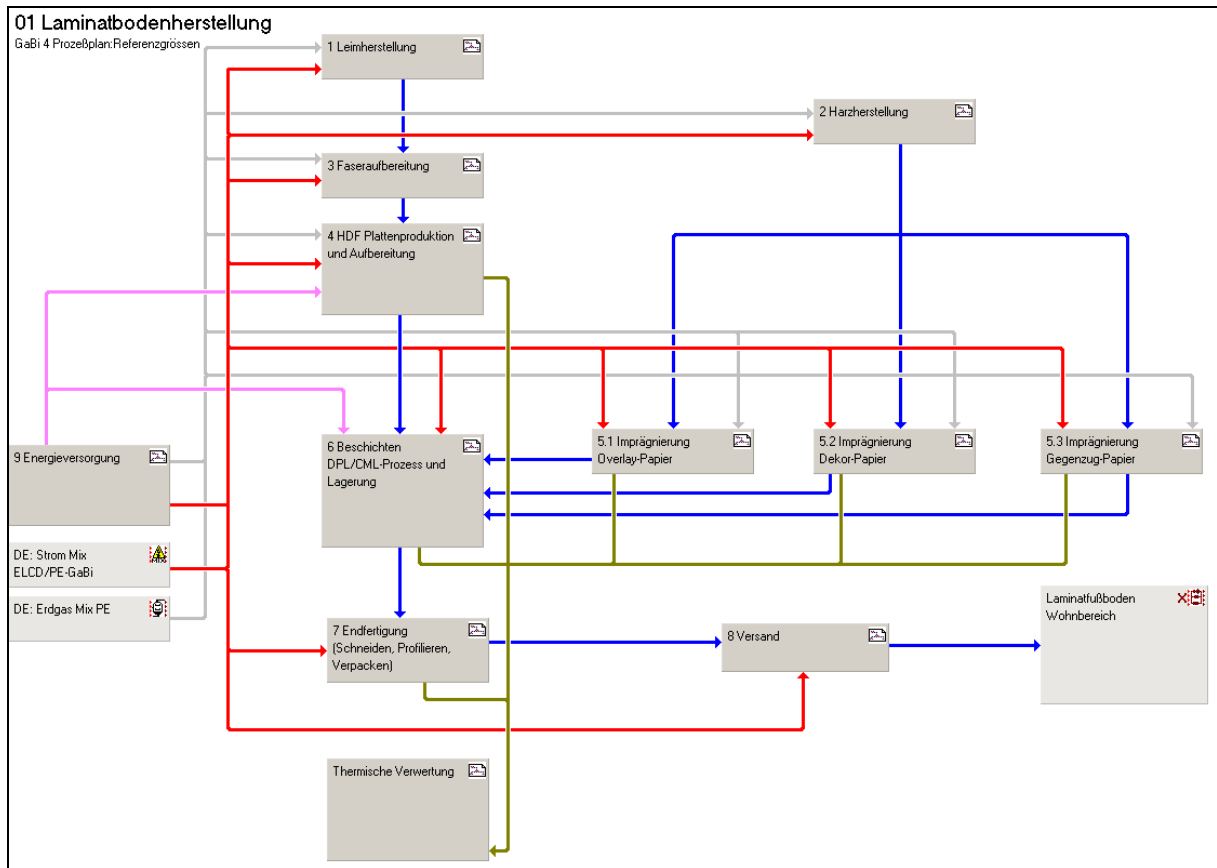 01 Laminatbodenherstellung
GaBi 4 Prozeßplan:Referenzgrössen
1 Leimherstellung
2 Harzherstellung
3 Faseraufbereitung
4 HDF Plattenproduktion
und Aufbereitung
9 Energieversorgung
6 Beschichten
DPL/CML-Prozess und
Lagerung
5.1 Imprägnierung
Overlay-Papier
5.2 Imprägnierung
Dekor-Papier
5.3 Imprägnierung
Gegenzug-Papier
DE: Strom Mix
ELCD/PE-GaBi
DE: Erdgas Mix PE
7 Endfertigung
(Schneiden, Profilieren,
Verpacken)
8 Versand
Laminatfußboden
Wohnbereich
Thermische Verwertung